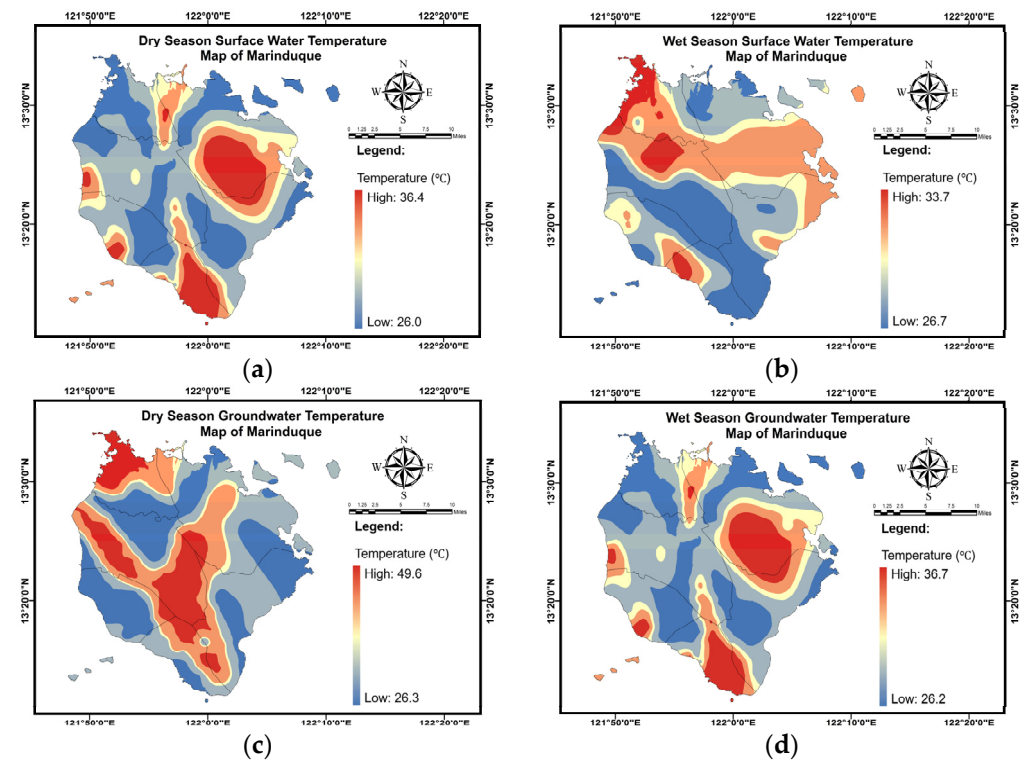 121°50'0"E 122°0'0"E 122°10'0"E 122°20'0"E
Dry Season Surface Water Temperature
Map of Marinduque
N
W E
S
13°30'0"N 13°30'0"N
0 1.25 2.5 5 7.5 10
Miles
Legend:
Temperature (℃)
High: 36.4
13°20'0"N 13°20'0"N
Low: 26.0
121°50'0"E 122°0'0"E 122°10'0"E 122°20'0"E
(a)
121°50'0"E 122°0'0"E 122°10'0"E 122°20'0"E
Wet Season Surface Water Temperature
Map of Marinduque
N
W E
S
13°30'0"N 13°30'0"N
0 1.25 2.5 5 7.5 10
Miles
Legend:
Temperature (℃)
High: 33.7
13°20'0"N 13°20'0"N
Low: 26.7
121°50'0"E 122°0'0"E 122°10'0"E 122°20'0"E
(b)
121°50'0"E 122°0'0"E 122°10'0"E 122°20'0"E
Dry Season Groundwater Temperature
Map of Marinduque
N
W E
S
13°30'0"N 13°30'0"N
0 1.25 2.5 5 7.5 10
Miles
Legend:
Temperature (℃)
High: 49.6
13°20'0"N 13°20'0"N
Low: 26.3
121°50'0"E 122°0'0"E 122°10'0"E 122°20'0"E
(c)
121°50'0"E 122°0'0"E 122°10'0"E 122°20'0"E
Wet Season Groundwater Temperature
Map of Marinduque
N
W E
S
13°30'0"N 13°30'0"N
0 1.25 2.5 5 7.5 10
Miles
Legend:
Temperature (℃)
High: 36.7
13°20'0"N 13°20'0"N
Low: 26.2
121°50'0"E 122°0'0"E 122°10'0"E 122°20'0"E
(d)